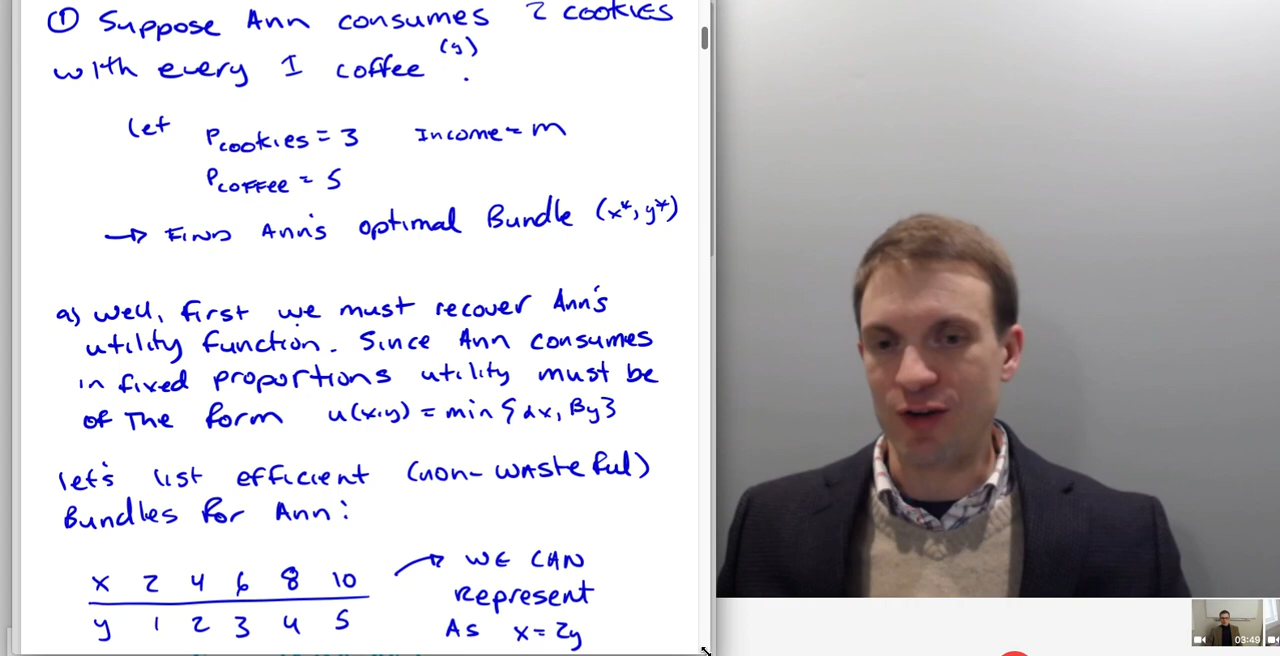 ① Suppose Ann consumes 2 cookies
with every 1 coffee (y).
let Pcookies = 3 Income = m
Pcoffee = 5
→ Find Ann's optimal Bundle (x*, y*)
a) well, first we must recover Ann's
utility function. Since Ann consumes
in fixed proportions utility must be
of the form u(x,y) = min{αx, βy}
let's list efficient (non-wasteful)
Bundles for Ann:
x 2 4 6 8 10
y 1 2 3 4 5
→ we can
represent
as x = 2y
03:49